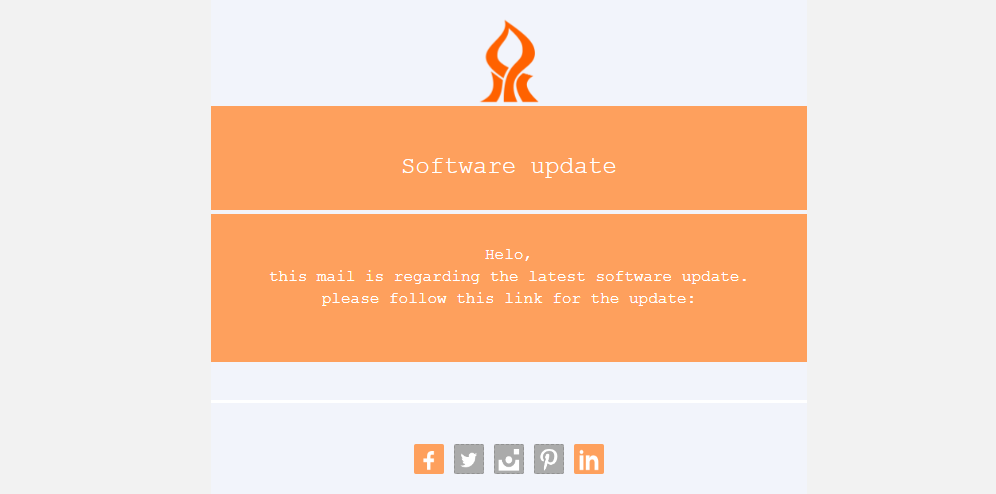 Software update
Helo,
this mail is regarding the latest software update.
please follow this link for the update: